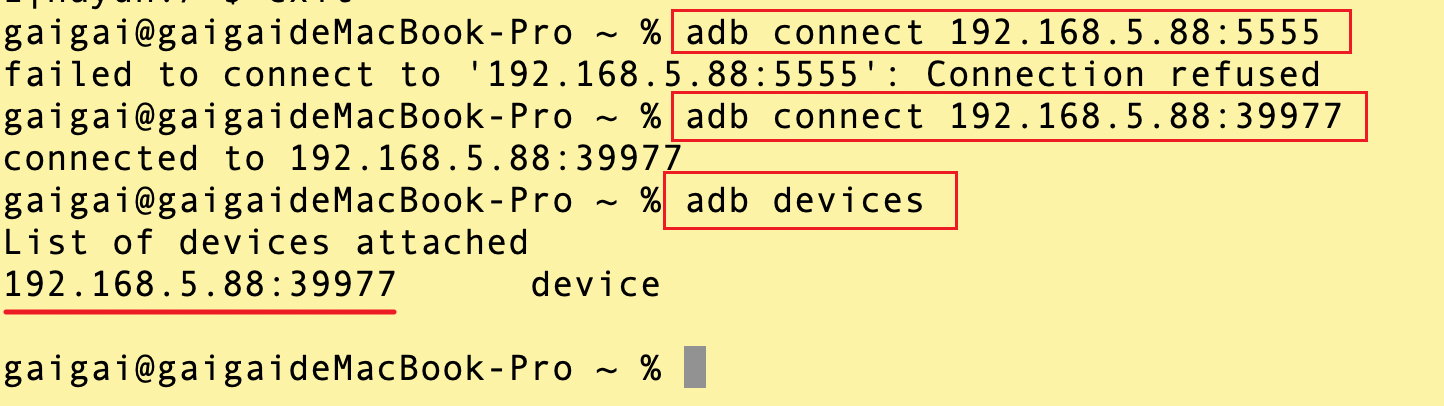 gaigai@gaigaideMacBook-Pro ~ % adb connect 192.168.5.88:5555
failed to connect to '192.168.5.88:5555': Connection refused
gaigai@gaigaideMacBook-Pro ~ % adb connect 192.168.5.88:39977
connected to 192.168.5.88:39977
gaigai@gaigaideMacBook-Pro ~ % adb devices
List of devices attached
192.168.5.88:39977      device
gaigai@gaigaideMacBook-Pro ~ %